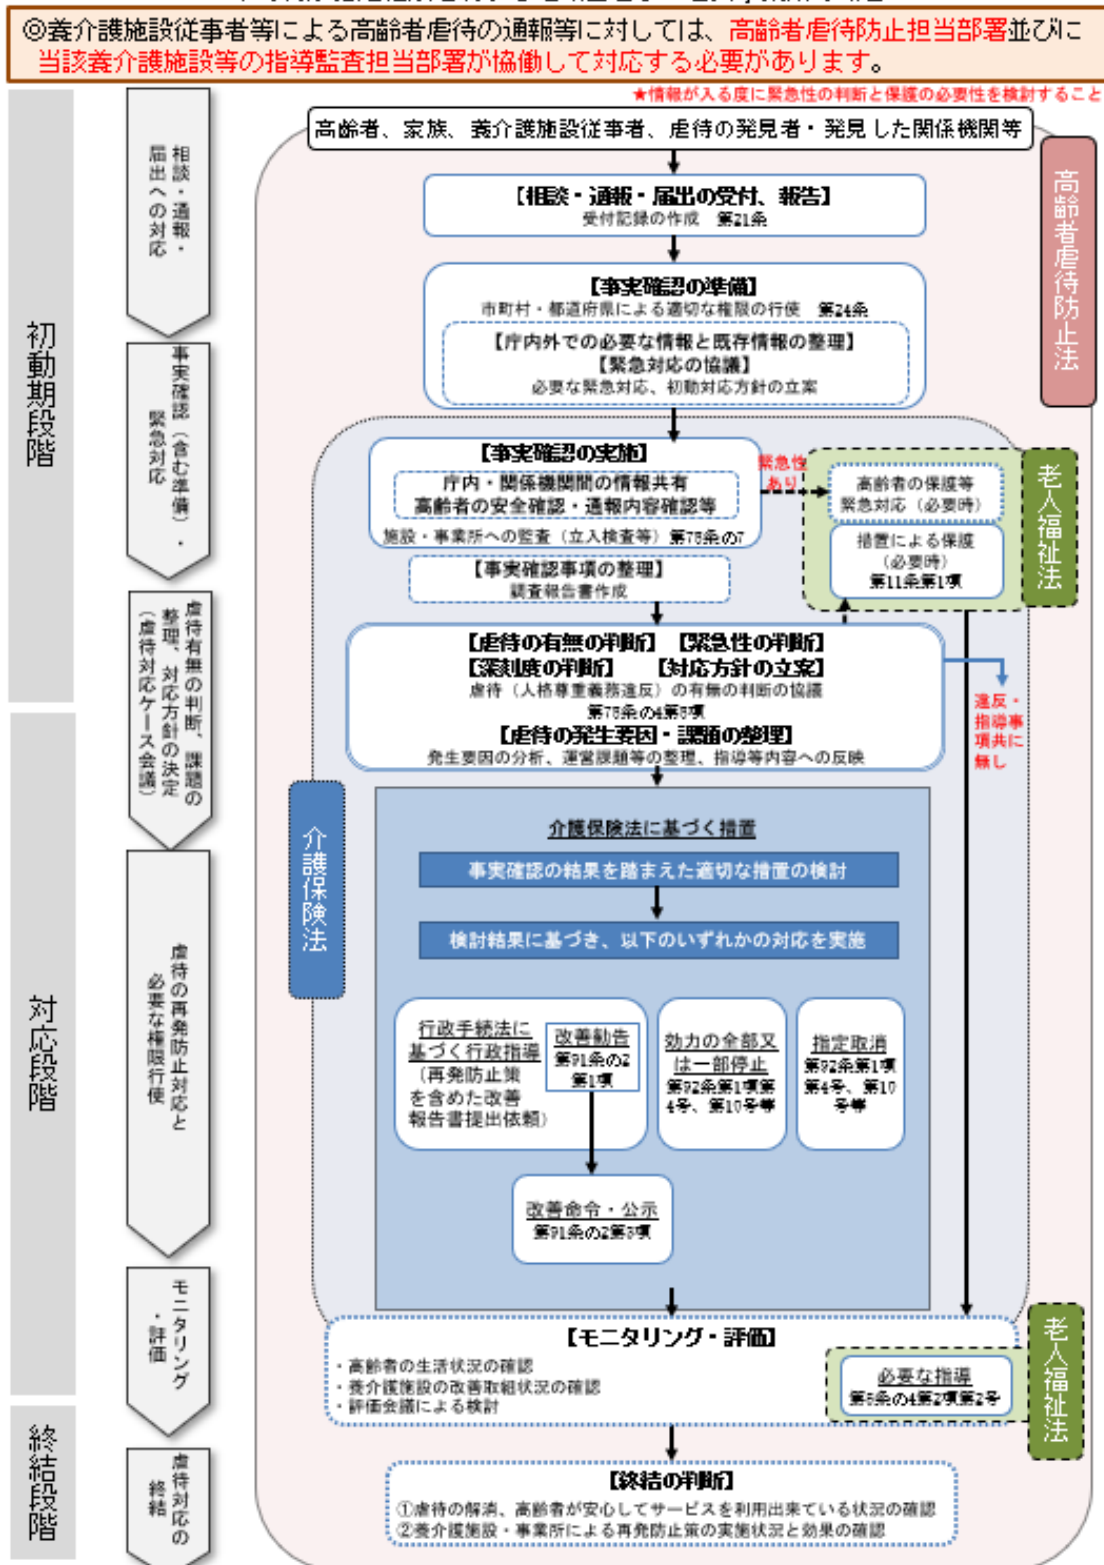 ◎養介護施設従事者等による高齢者虐待の通報等に対しては、高齢者虐待防止担当部署並びに
当該養介護施設等の指導監査担当部署が協働して対応する必要があります。
★情報が入る度に緊急性の判断と保護の必要性を検討すること
初動期段階
対応段階
終結段階
相談・通報・
届出への対応
事実確認（含む準備）・
緊急対応
虐待有無の判断、課題の
整理、対応方針の決定
（虐待対応ケース会議）
虐待の再発防止対応と
必要な権限行使
モニタリング
・評価
虐待対応の
終結
高齢者、家族、養介護施設従事者、虐待の発見者・発見した関係機関等
高齢者虐待防止法
【相談・通報・届出の受付、報告】
受付記録の作成　第21条
【事実確認の準備】
市町村・都道府県による適切な権限の行使　第24条
【庁内外での必要な情報と既存情報の整理】
【緊急対応の協議】
必要な緊急対応、初動対応方針の立案
【事実確認の実施】
庁内・関係機関間の情報共有
高齢者の安全確認・通報内容確認等
施設・事業所への監査（立入検査等）第78条の7
緊急性
あり
高齢者の保護等
緊急対応（必要時）
措置による保護
（必要時）
第11条第1項
老人福祉法
【事実確認事項の整理】
調査報告書作成
【虐待の有無の判断】【緊急性の判断】
【深刻度の判断】　【対応方針の立案】
虐待（人格尊重義務違反）の有無の判断の協議
第78条の4第8項
【虐待の発生要因・課題の整理】
発生要因の分析、運営課題等の整理、指導等内容への反映
違反・
指導事
項共に
無し
介護保険法
介護保険法に基づく措置
事実確認の結果を踏まえた適切な措置の検討
検討結果に基づき、以下のいずれかの対応を実施
行政手続法に
基づく行政指導
（再発防止策
を含めた改善
報告書提出依頼）
改善勧告
第91条の2
第1項
効力の全部又
は一部停止
第92条第1項第
4号、第10号等
指定取消
第92条第1項
第4号、第10
号等
改善命令・公示
第91条の2第3項
【モニタリング・評価】
・高齢者の生活状況の確認
・養介護施設の改善取組状況の確認
・評価会議による検討
必要な指導
第5条の4第2項第2号
老人福祉法
【終結の判断】
①虐待の解消、高齢者が安心してサービスを利用出来ている状況の確認
②養介護施設・事業所による再発防止策の実施状況と効果の確認